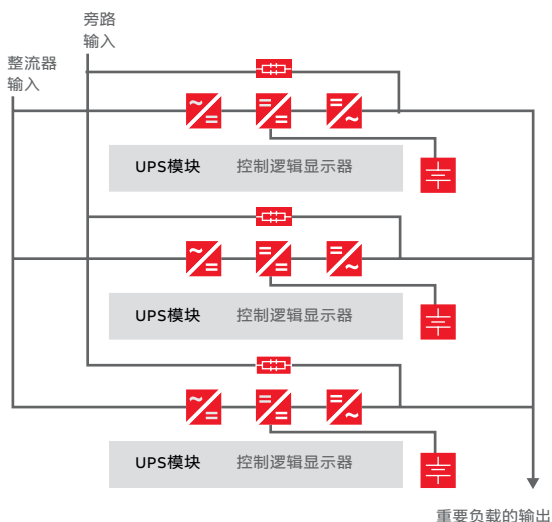 旁路
输入
整流器
输入
UPS模块 控制逻辑显示器
UPS模块 控制逻辑显示器
UPS模块 控制逻辑显示器
重要负载的输出